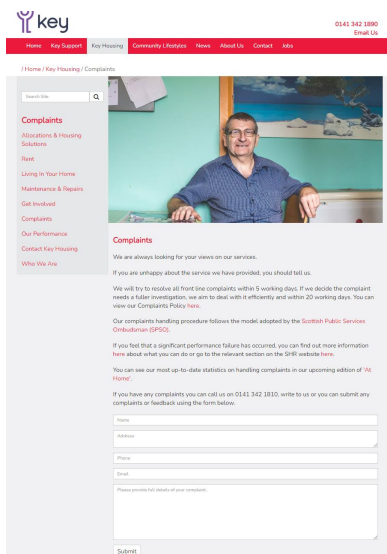 key
0141 342 1890
Email Us
Home Key Support Key Housing Community Lifestyles News About Us Contact Jobs
/ Home / Key Housing / Complaints
Search Site
Complaints
Allocations & Housing
Solutions
Rent
Living In Your Home
Maintenance & Repairs
Get Involved
Complaints
Our Performance
Contact Key Housing
Who We Are
Complaints
We are always looking for your views on our services.
If you are unhappy about the service we have provided, you should tell us.
We will try to resolve all front line complaints within 5 working days. If we decide the complaint
needs a fuller investigation, we aim to deal with it efficiently and within 20 working days. You can
view our Complaints Policy here.
Our complaints handling procedure follows the model adopted by the Scottish Public Services
Ombudsman (SPSO).
If you feel that a significant performance failure has occurred, you can find out more information
here about what you can do or go to the relevant section on the SHR website here.
You can see our most up-to-date statistics on handling complaints in our upcoming edition of 'At
Home'.
If you have any complaints you can call us on 0141 342 1810, write to us or you can submit any
complaints or feedback using the form below.
Name
Address
Phone
Email
Please provide full details of your complaint.
Submit